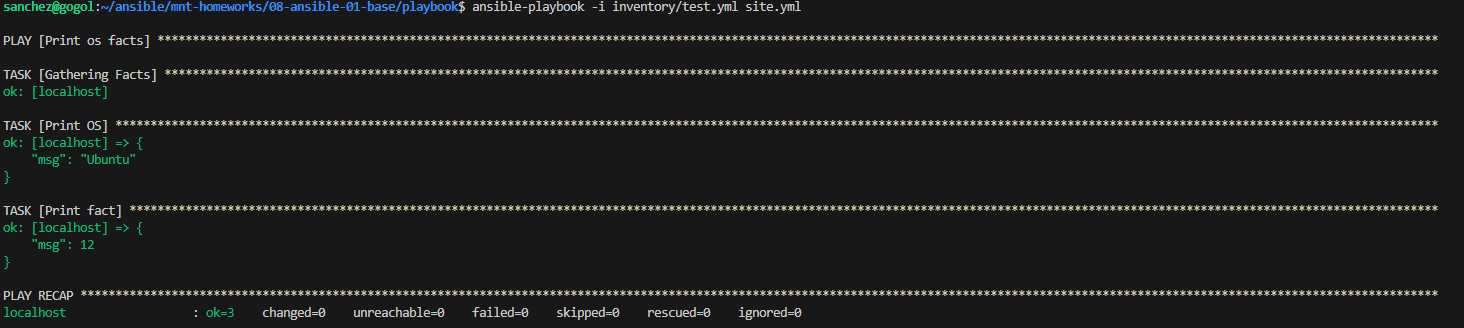 sanchez@gogol:~/ansible/mnt-homeworks/08-ansible-01-base/playbook$ ansible-playbook -i inventory/test.yml site.yml
PLAY [Print os facts] ***************************************************************************************************************************************************************************************
TASK [Gathering Facts] **************************************************************************************************************************************************************************************
ok: [localhost]
TASK [Print OS] *********************************************************************************************************************************************************************************************
ok: [localhost] => {
    "msg": "Ubuntu"
}
TASK [Print fact] *******************************************************************************************************************************************************************************************
ok: [localhost] => {
    "msg": 12
}
PLAY RECAP **************************************************************************************************************************************************************************************************
localhost                  : ok=3    changed=0    unreachable=0    failed=0    skipped=0    rescued=0    ignored=0